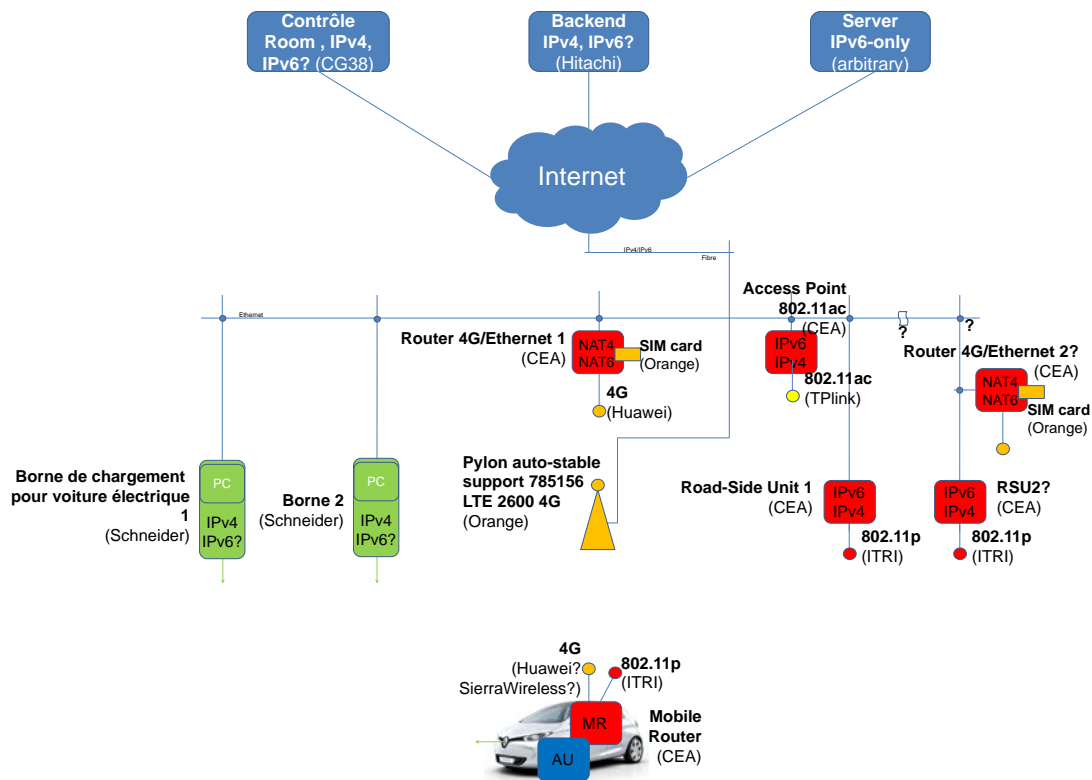 Contrôle
Room , IPv4,
IPv6? (CG38)
Backend
IPv4, IPv6?
(Hitachi)
Server
IPv6-only
(arbitrary)
Internet
IPv4/IPv6
Fibre
Ethernet
Access Point
802.11ac
(CEA)
?
?
Router 4G/Ethernet 1
(CEA)
NAT4
NAT6
SIM card
(Orange)
4G
(Huawei)
IPv6
IPv4
802.11ac
(TPlink)
Router 4G/Ethernet 2?
(CEA)
NAT4
NAT6
SIM card
(Orange)
Borne de chargement
pour voiture électrique
1
(Schneider)
PC
IPv4
IPv6?
Borne 2
(Schneider)
PC
IPv4
IPv6?
Pylon auto-stable
support 785156
LTE 2600 4G
(Orange)
Road-Side Unit 1
(CEA)
IPv6
IPv4
802.11p
(ITRI)
IPv6
IPv4
RSU2?
(CEA)
802.11p
(ITRI)
4G
(Huawei?
SierraWireless?)
802.11p
(ITRI)
MR
AU
Mobile
Router
(CEA)